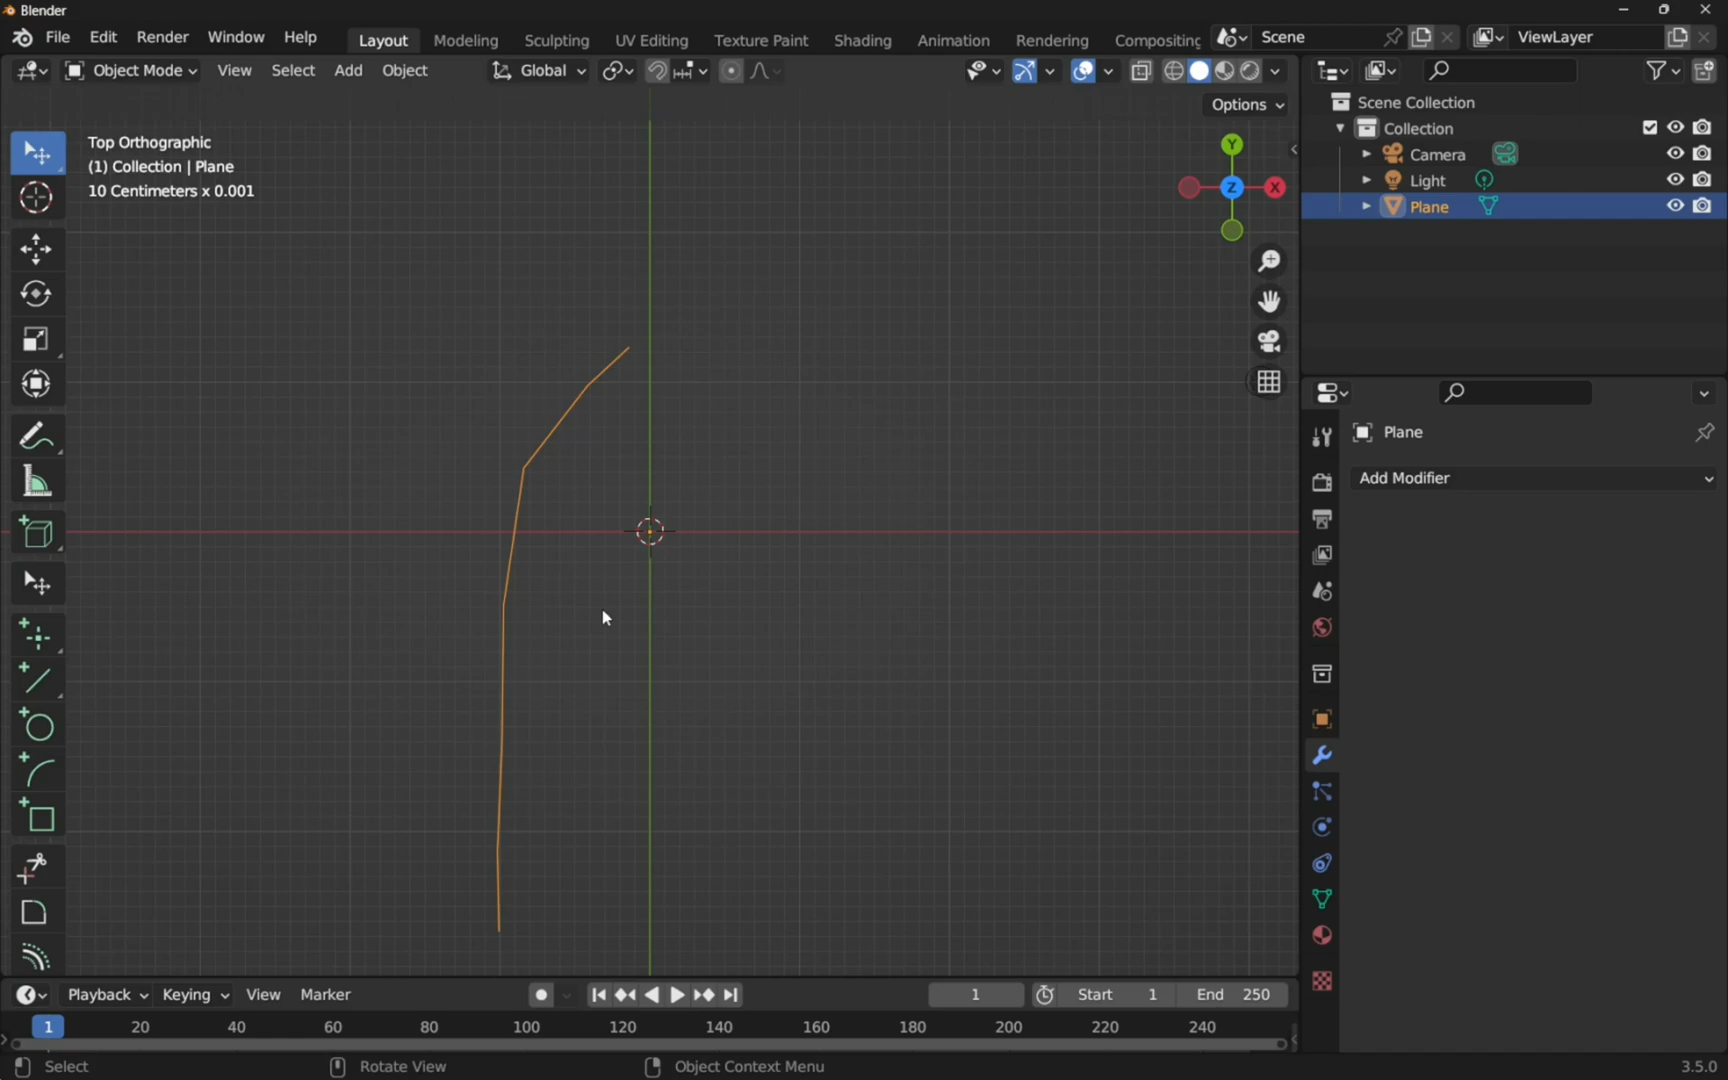 Blender
File Edit Render Window Help Layout Modeling Sculpting UV Editing Texture Paint Shading Animation Rendering Compositing Scene ViewLayer
Object Mode View Select Add Object Global
Options
Top Orthographic
(1) Collection | Plane
10 Centimeters x 0.001
Y
Z X
Scene Collection
Collection
Camera
Light
Plane
Plane
Add Modifier
Playback Keying View Marker 1 Start 1 End 250
1 20 40 60 80 100 120 140 160 180 200 220 240
Select Rotate View Object Context Menu 3.5.0